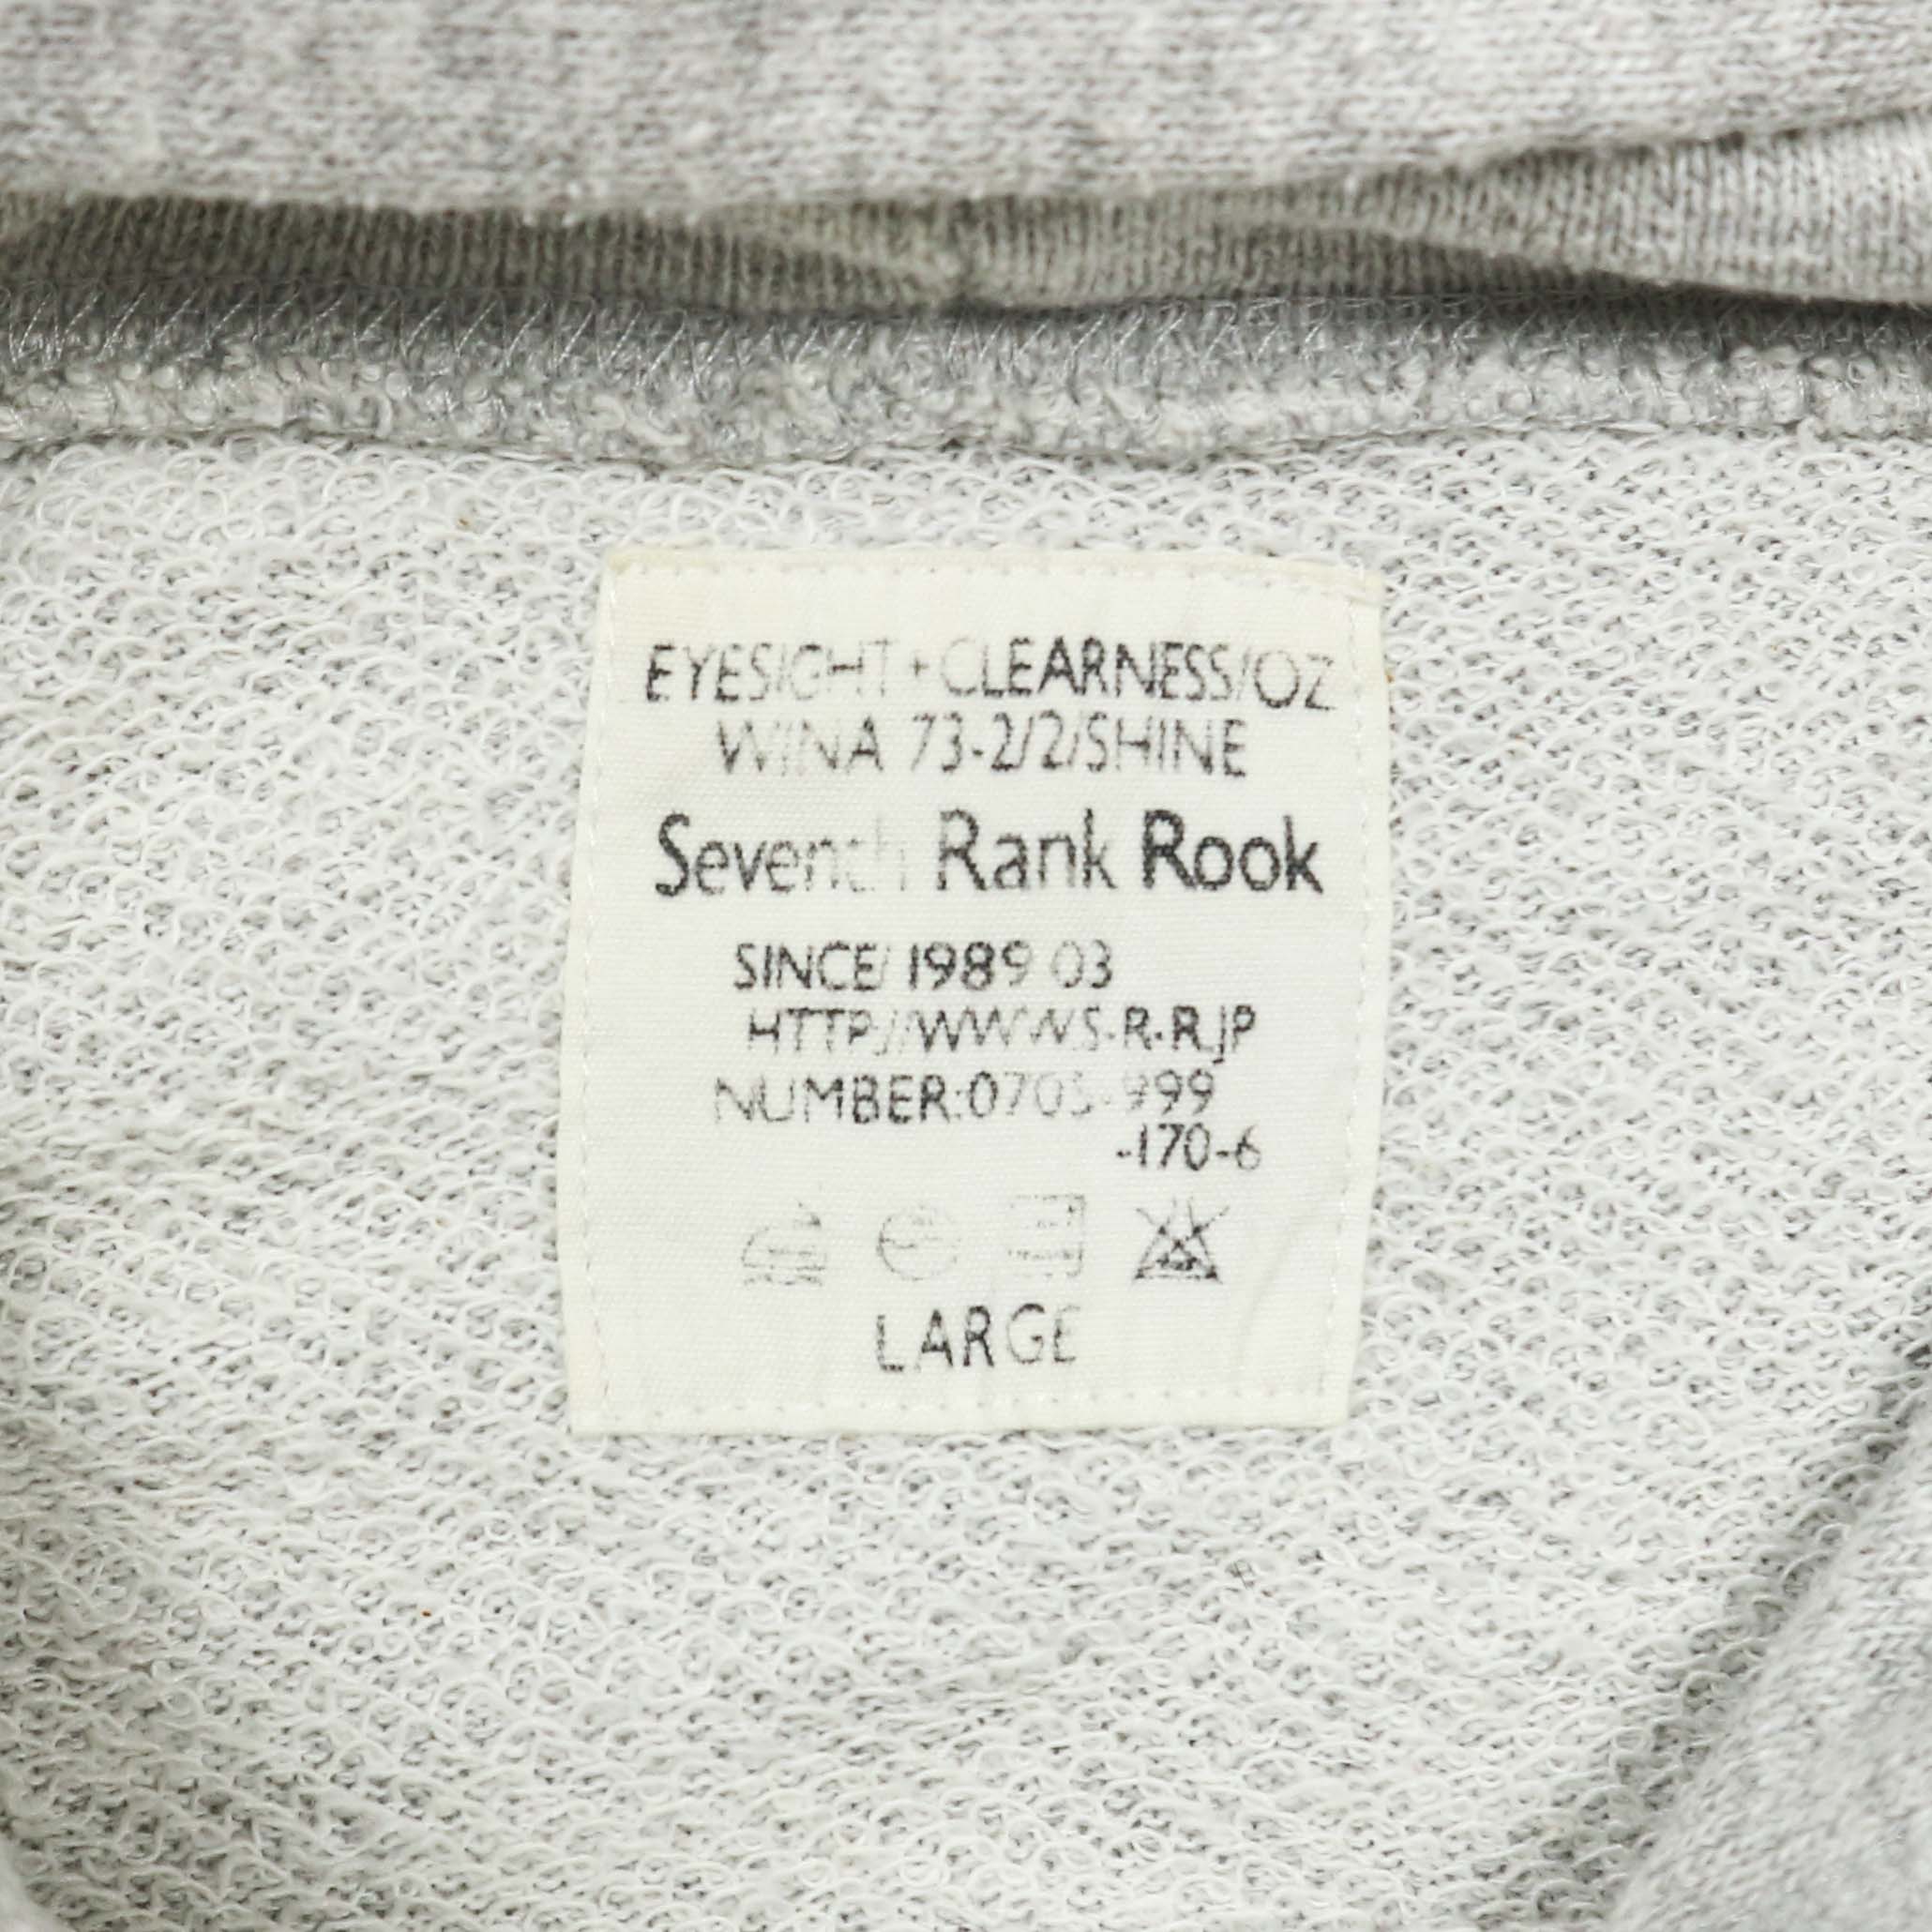 EYESIGHT+CLEARNESS/OZ
WINA 73-2/2/SHINE
Seventh Rank Rook
SINCE/1989 03
HTTP://WWW.S-R-R.JP
NUMBER:0705-999
-170-6
LARGE